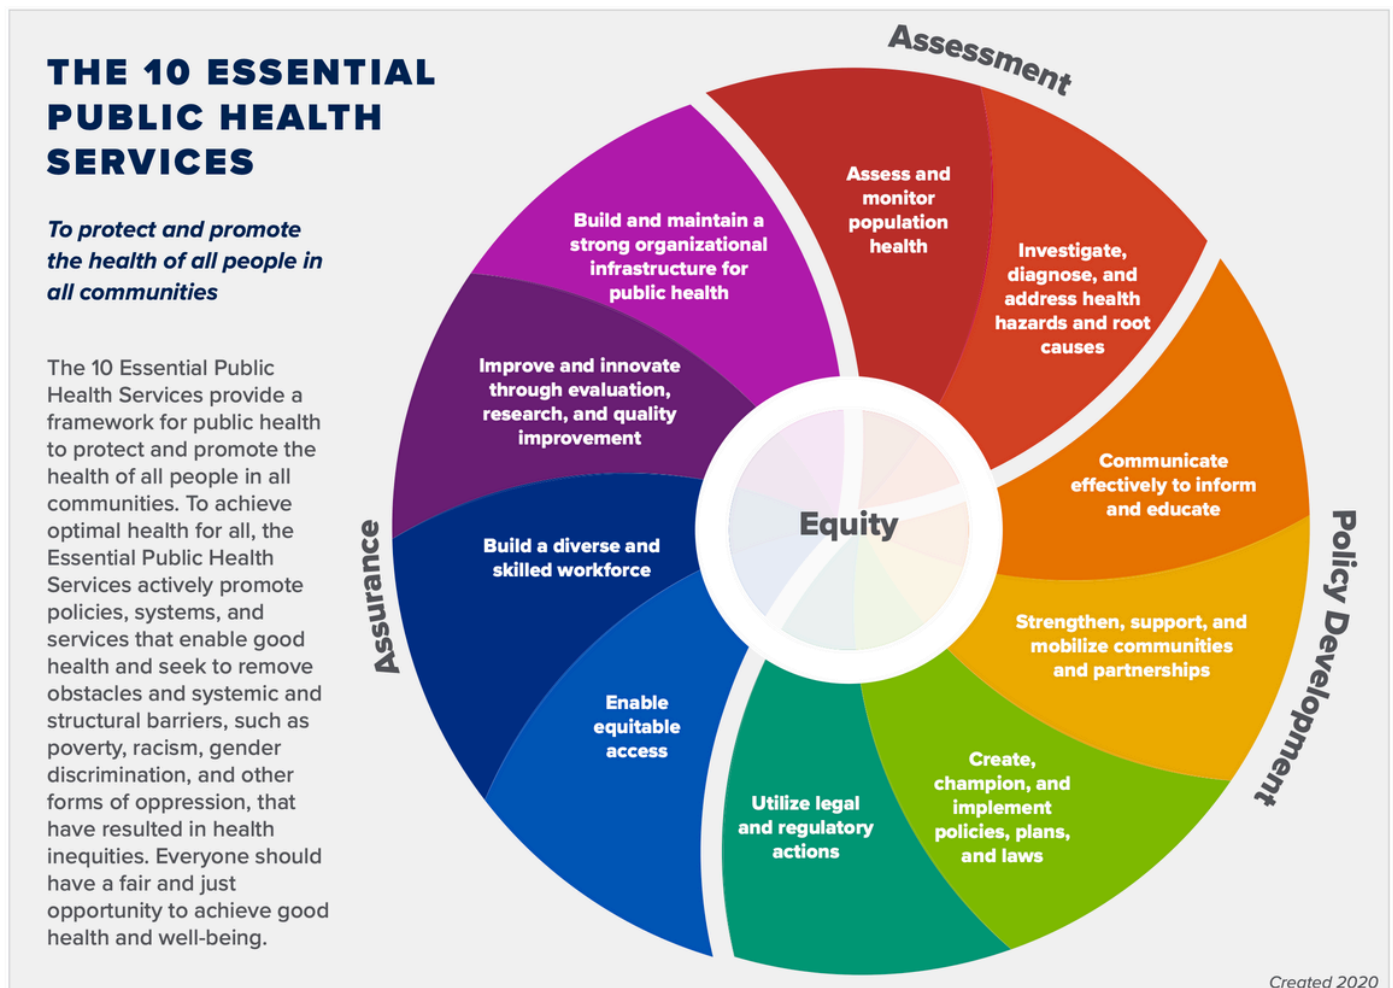 THE 10 ESSENTIAL
PUBLIC HEALTH
SERVICES
To protect and promote
the health of all people in
all communities
The 10 Essential Public
Health Services provide a
framework for public health
to protect and promote the
health of all people in all
communities. To achieve
optimal health for all, the
Essential Public Health
Services actively promote
policies, systems, and
services that enable good
health and seek to remove
obstacles and systemic and
structural barriers, such as
poverty, racism, gender
discrimination, and other
forms of oppression, that
have resulted in health
inequities. Everyone should
have a fair and just
opportunity to achieve good
health and well-being.
Assessment
Assess and
monitor
population
health
Investigate,
diagnose, and
address health
hazards and root
causes
Policy Development
Communicate
effectively to inform
and educate
Strengthen, support, and
mobilize communities
and partnerships
Create,
champion, and
implement
policies, plans,
and laws
Utilize legal
and regulatory
actions
Assurance
Enable
equitable
access
Build a diverse and
skilled workforce
Improve and innovate
through evaluation,
research, and quality
improvement
Build and maintain a
strong organizational
infrastructure for
public health
Equity
Created 2020